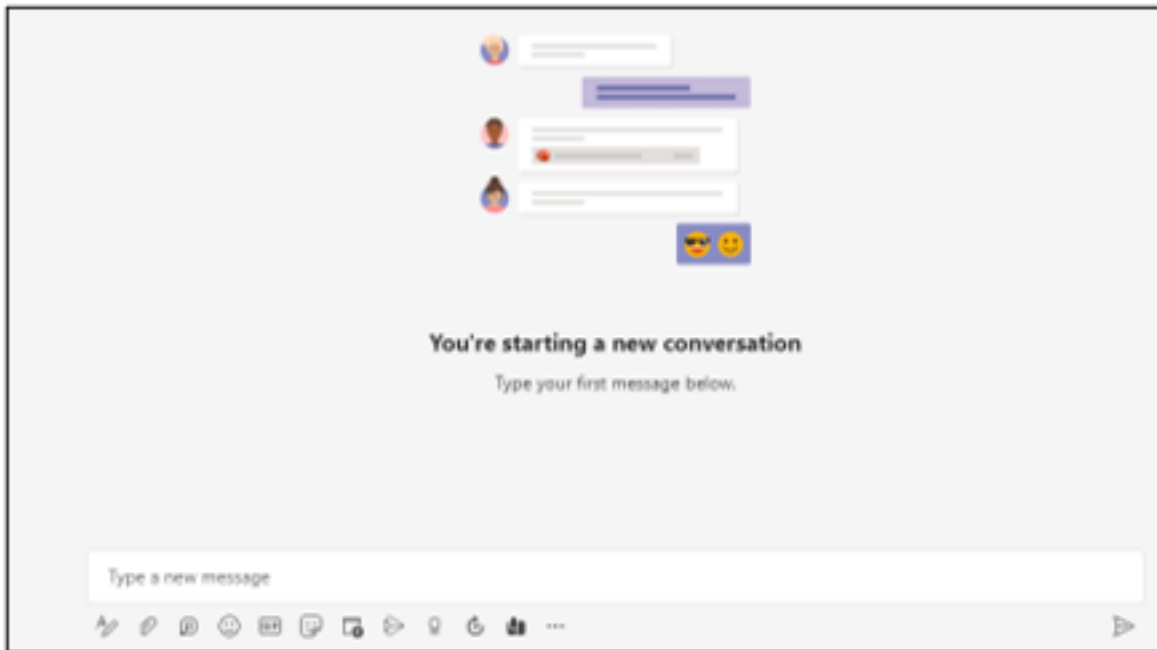 You're starting a new conversation
Type your first message below.
Type a new message